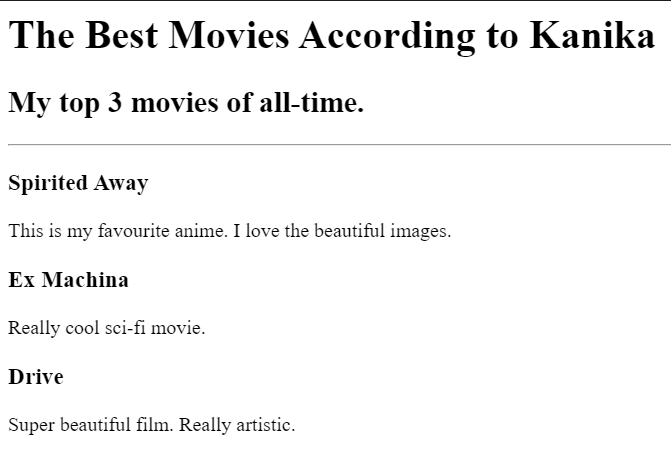 The Best Movies According to Kanika
My top 3 movies of all-time.
Spirited Away
This is my favourite anime. I love the beautiful images.
Ex Machina
Really cool sci-fi movie.
Drive
Super beautiful film. Really artistic.